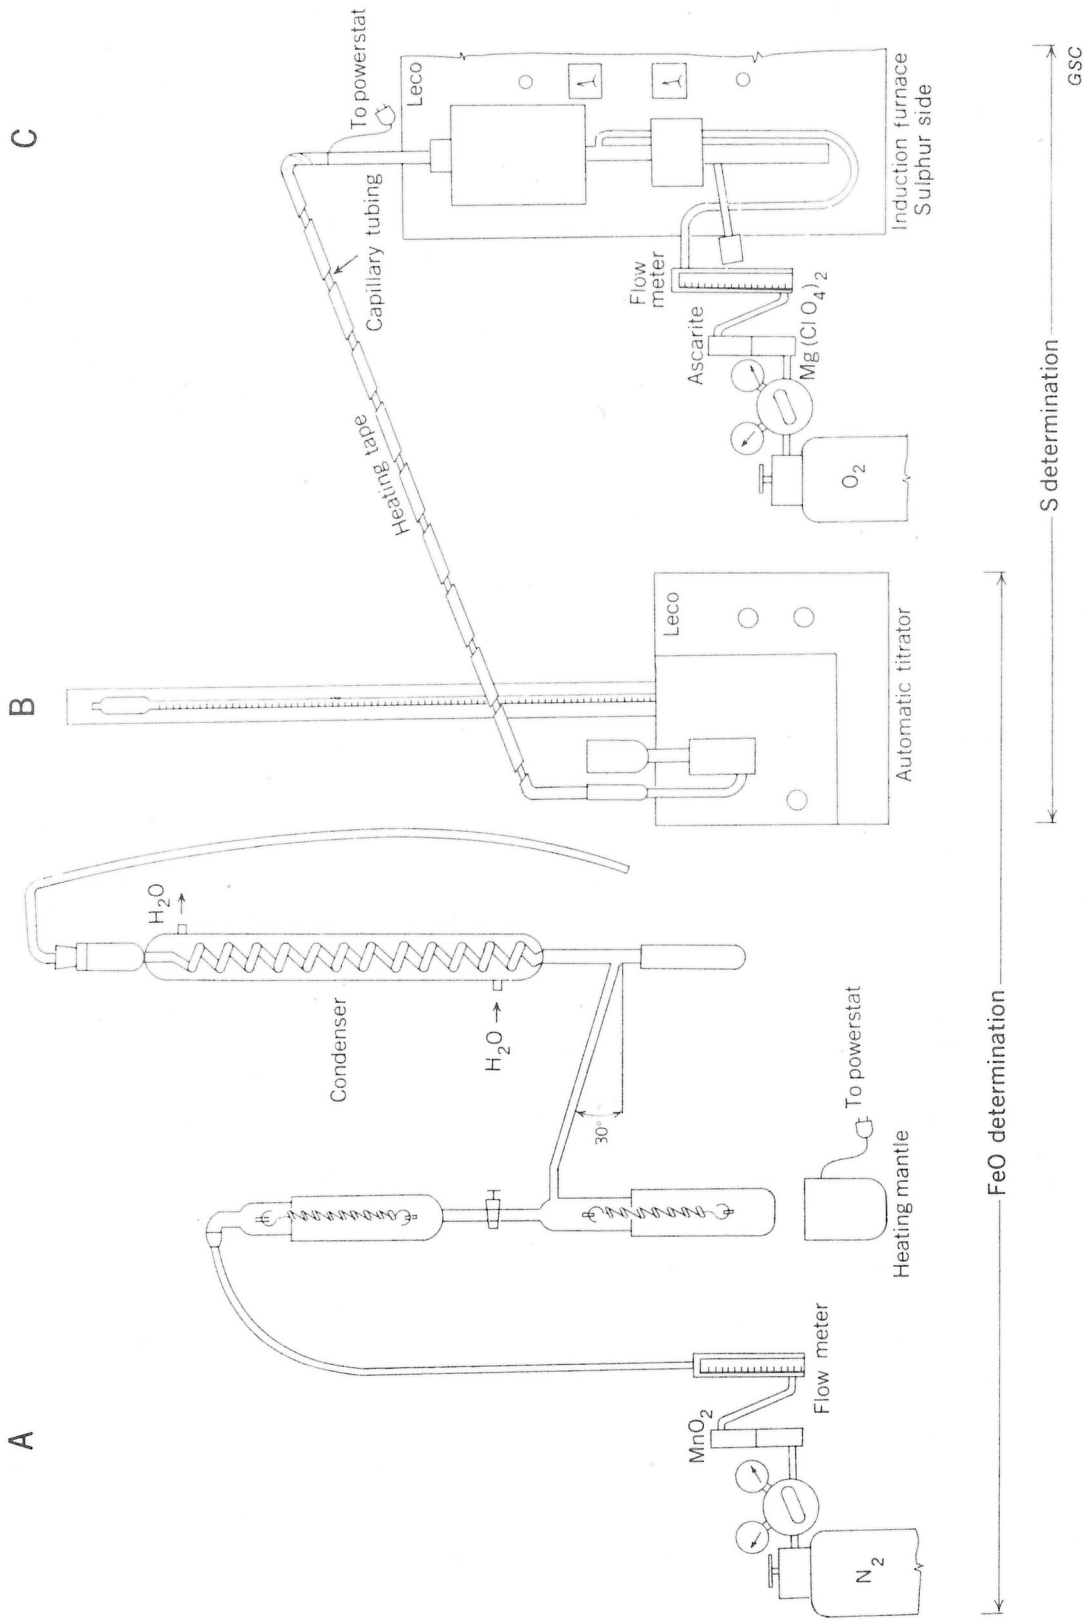 A
B
C
N₂
MnO₂
Flow meter
Heating mantle
To powerstat
30°
Condenser
H₂O
H₂O
Heating tape
Capillary tubing
To powerstat
Leco
Automatic titrator
O₂
Ascarite
Mg(ClO₄)₂
Flow
meter
Leco
Induction furnace
Sulphur side
FeO determination
S determination
GSC